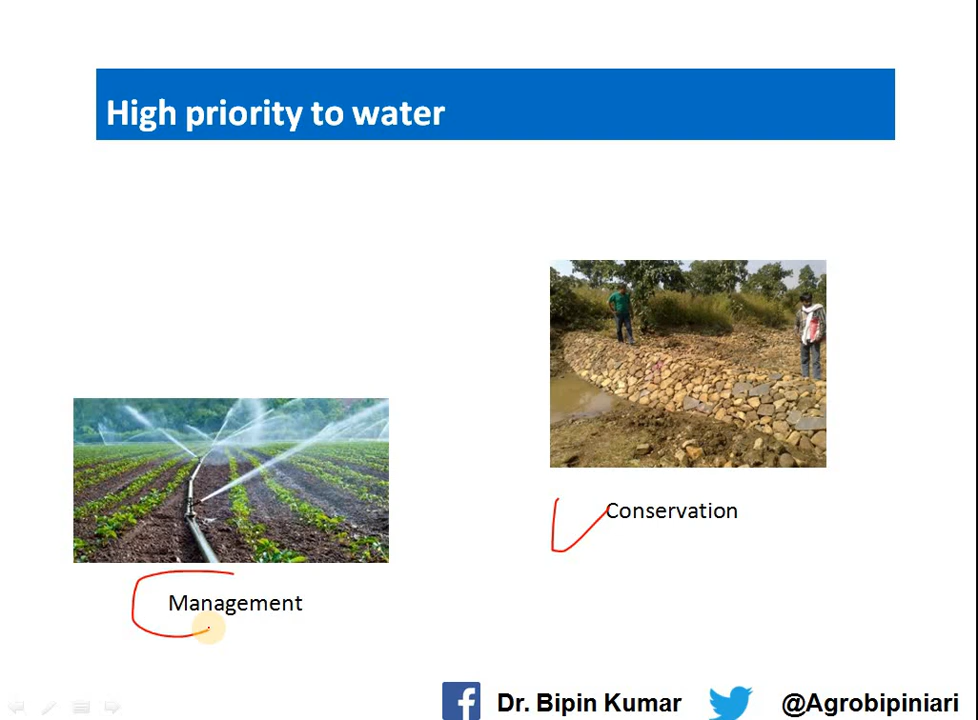 High priority to water
Conservation
Management
Dr. Bipin Kumar
@Agrobipiniari